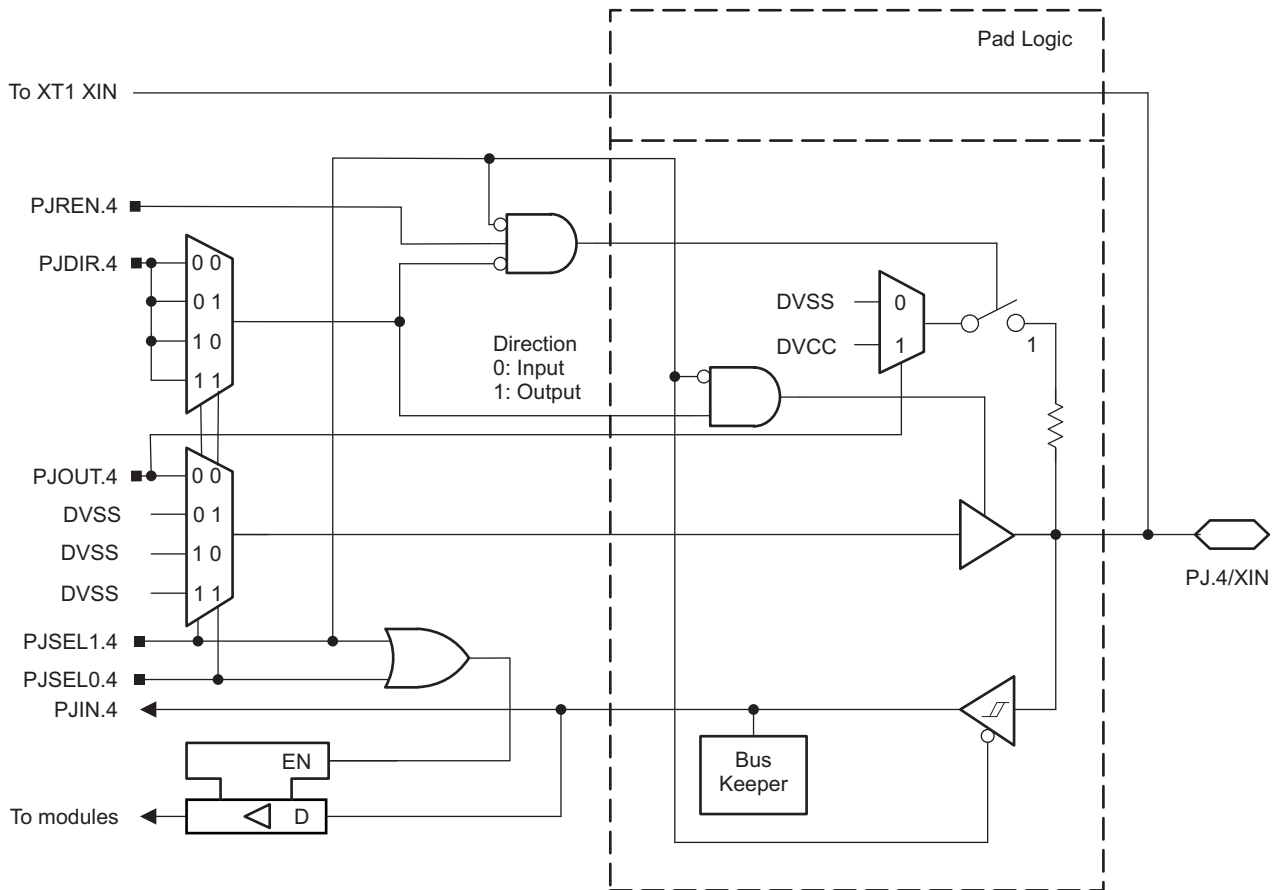 Pad Logic
To XT1 XIN
PJREN.4
PJDIR.4
0 0
0 1
1 0
1 1
Direction
0: Input
1: Output
DVSS
0
DVCC
1
1
PJOUT.4
0 0
DVSS
0 1
DVSS
1 0
DVSS
1 1
PJ.4/XIN
PJSEL1.4
PJSEL0.4
PJIN.4
EN
Bus
Keeper
To modules
D